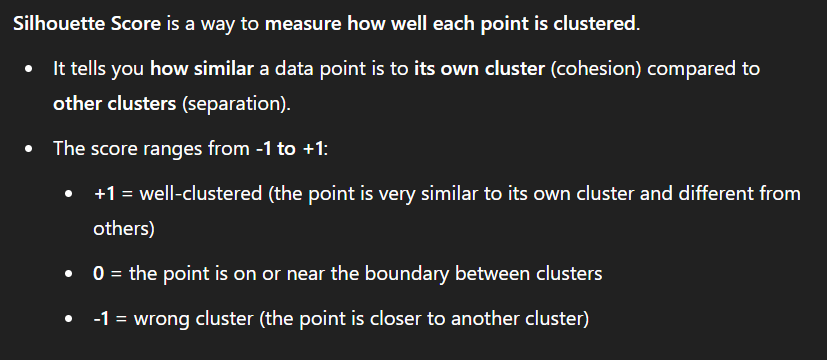 Silhouette Score is a way to measure how well each point is clustered.
• It tells you how similar a data point is to its own cluster (cohesion) compared to
other clusters (separation).
• The score ranges from -1 to +1:
• +1 = well-clustered (the point is very similar to its own cluster and different from
others)
• 0 = the point is on or near the boundary between clusters
• -1 = wrong cluster (the point is closer to another cluster)